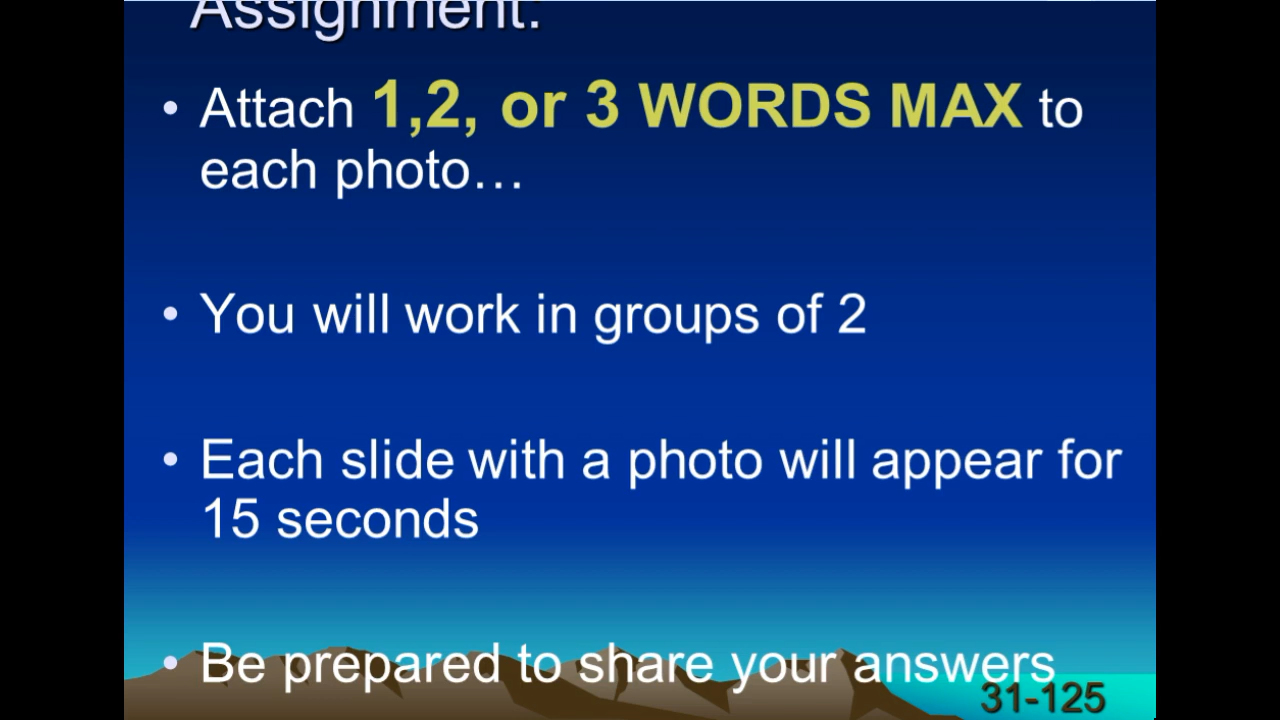 Assignment:
• Attach 1,2, or 3 WORDS MAX to
each photo…
• You will work in groups of 2
• Each slide with a photo will appear for
15 seconds
• Be prepared to share your answers
31-125